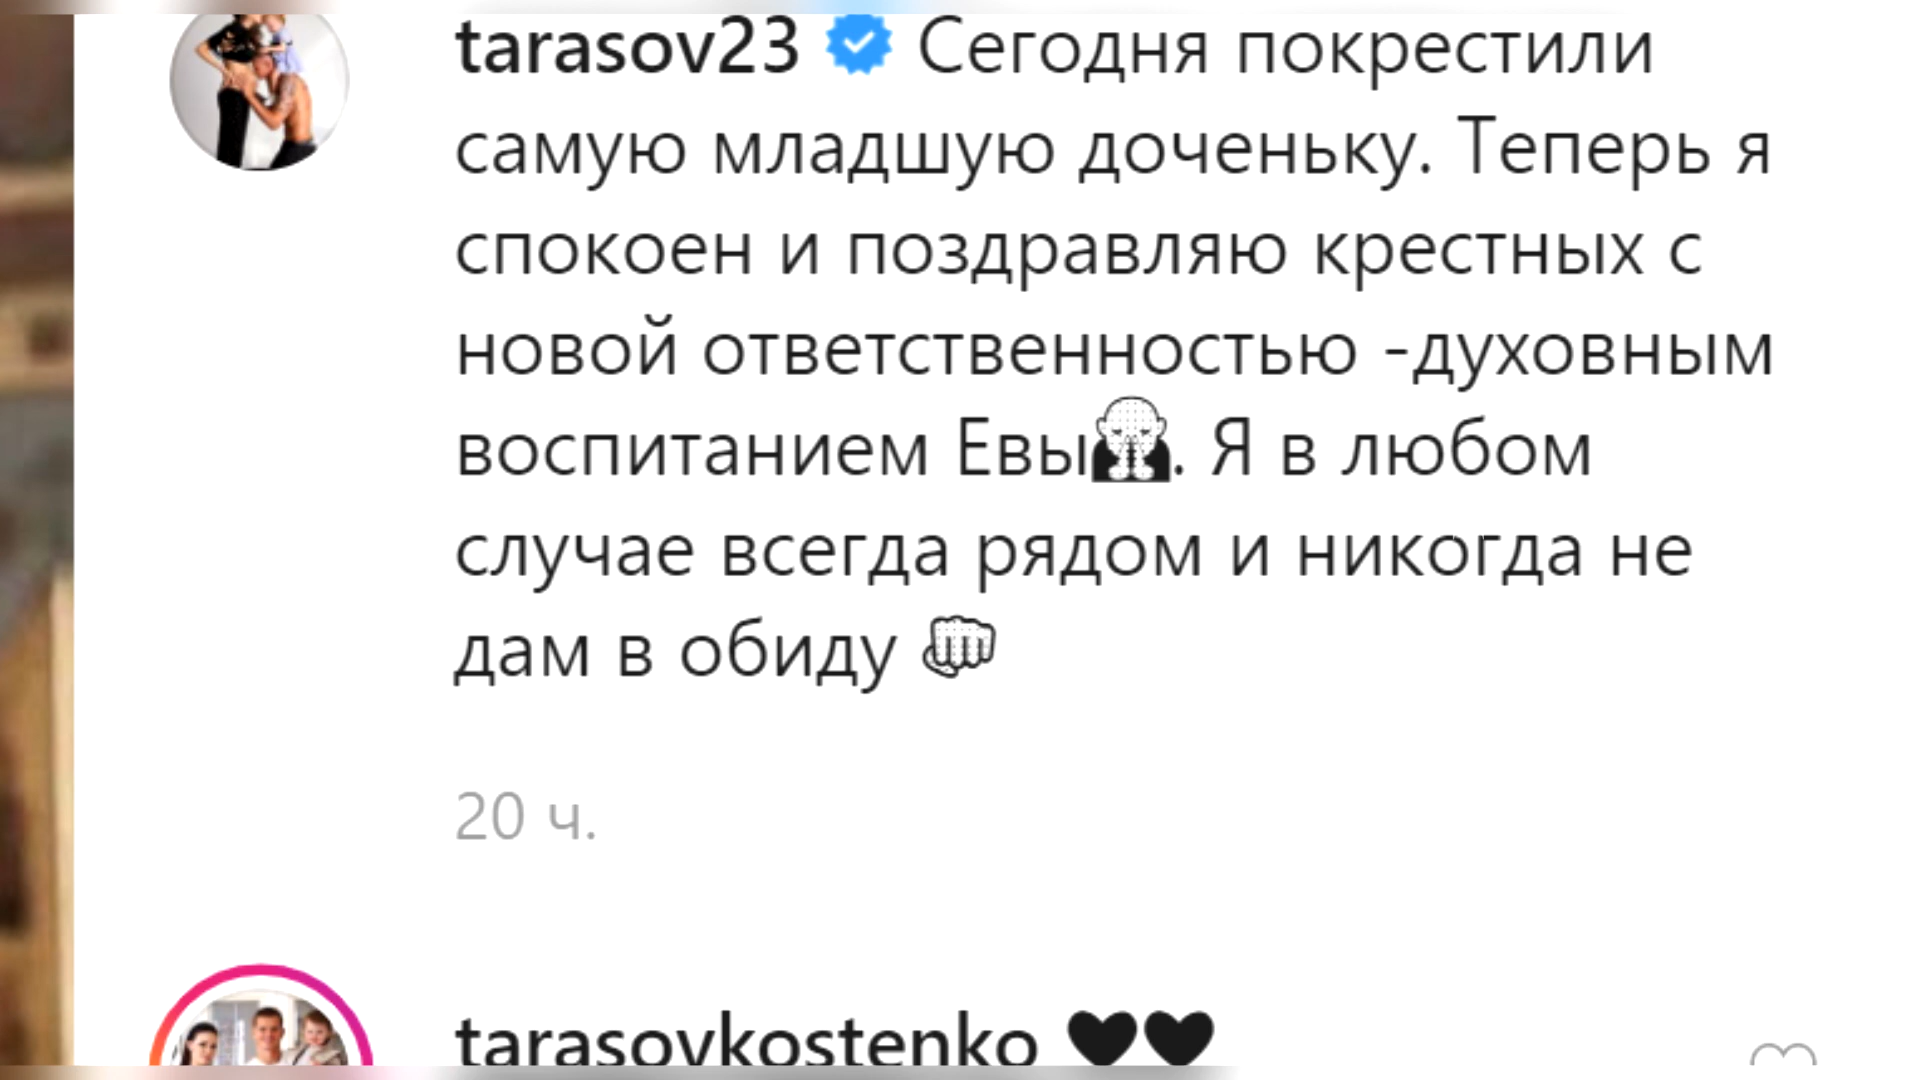 tarasov23 Сегодня покрестили
самую младшую доченьку. Теперь я
спокоен и поздравляю крестных с
новой ответственностью -духовным
воспитанием Евы. Я в любом
случае всегда рядом и никогда не
дам в обиду
20 ч.
tarasovkostenko